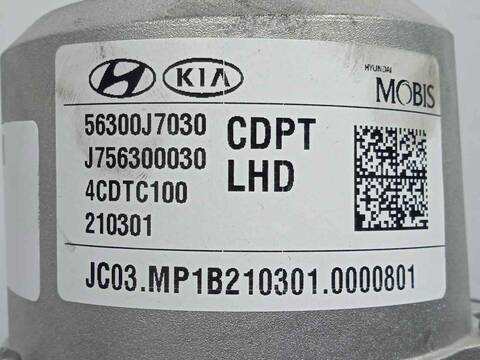 KIA
HYUNDAI
MOBIS
56300J7030
J756300030
4CDTC100
210301
CDPT
LHD
JC03.MP1B210301.0000801